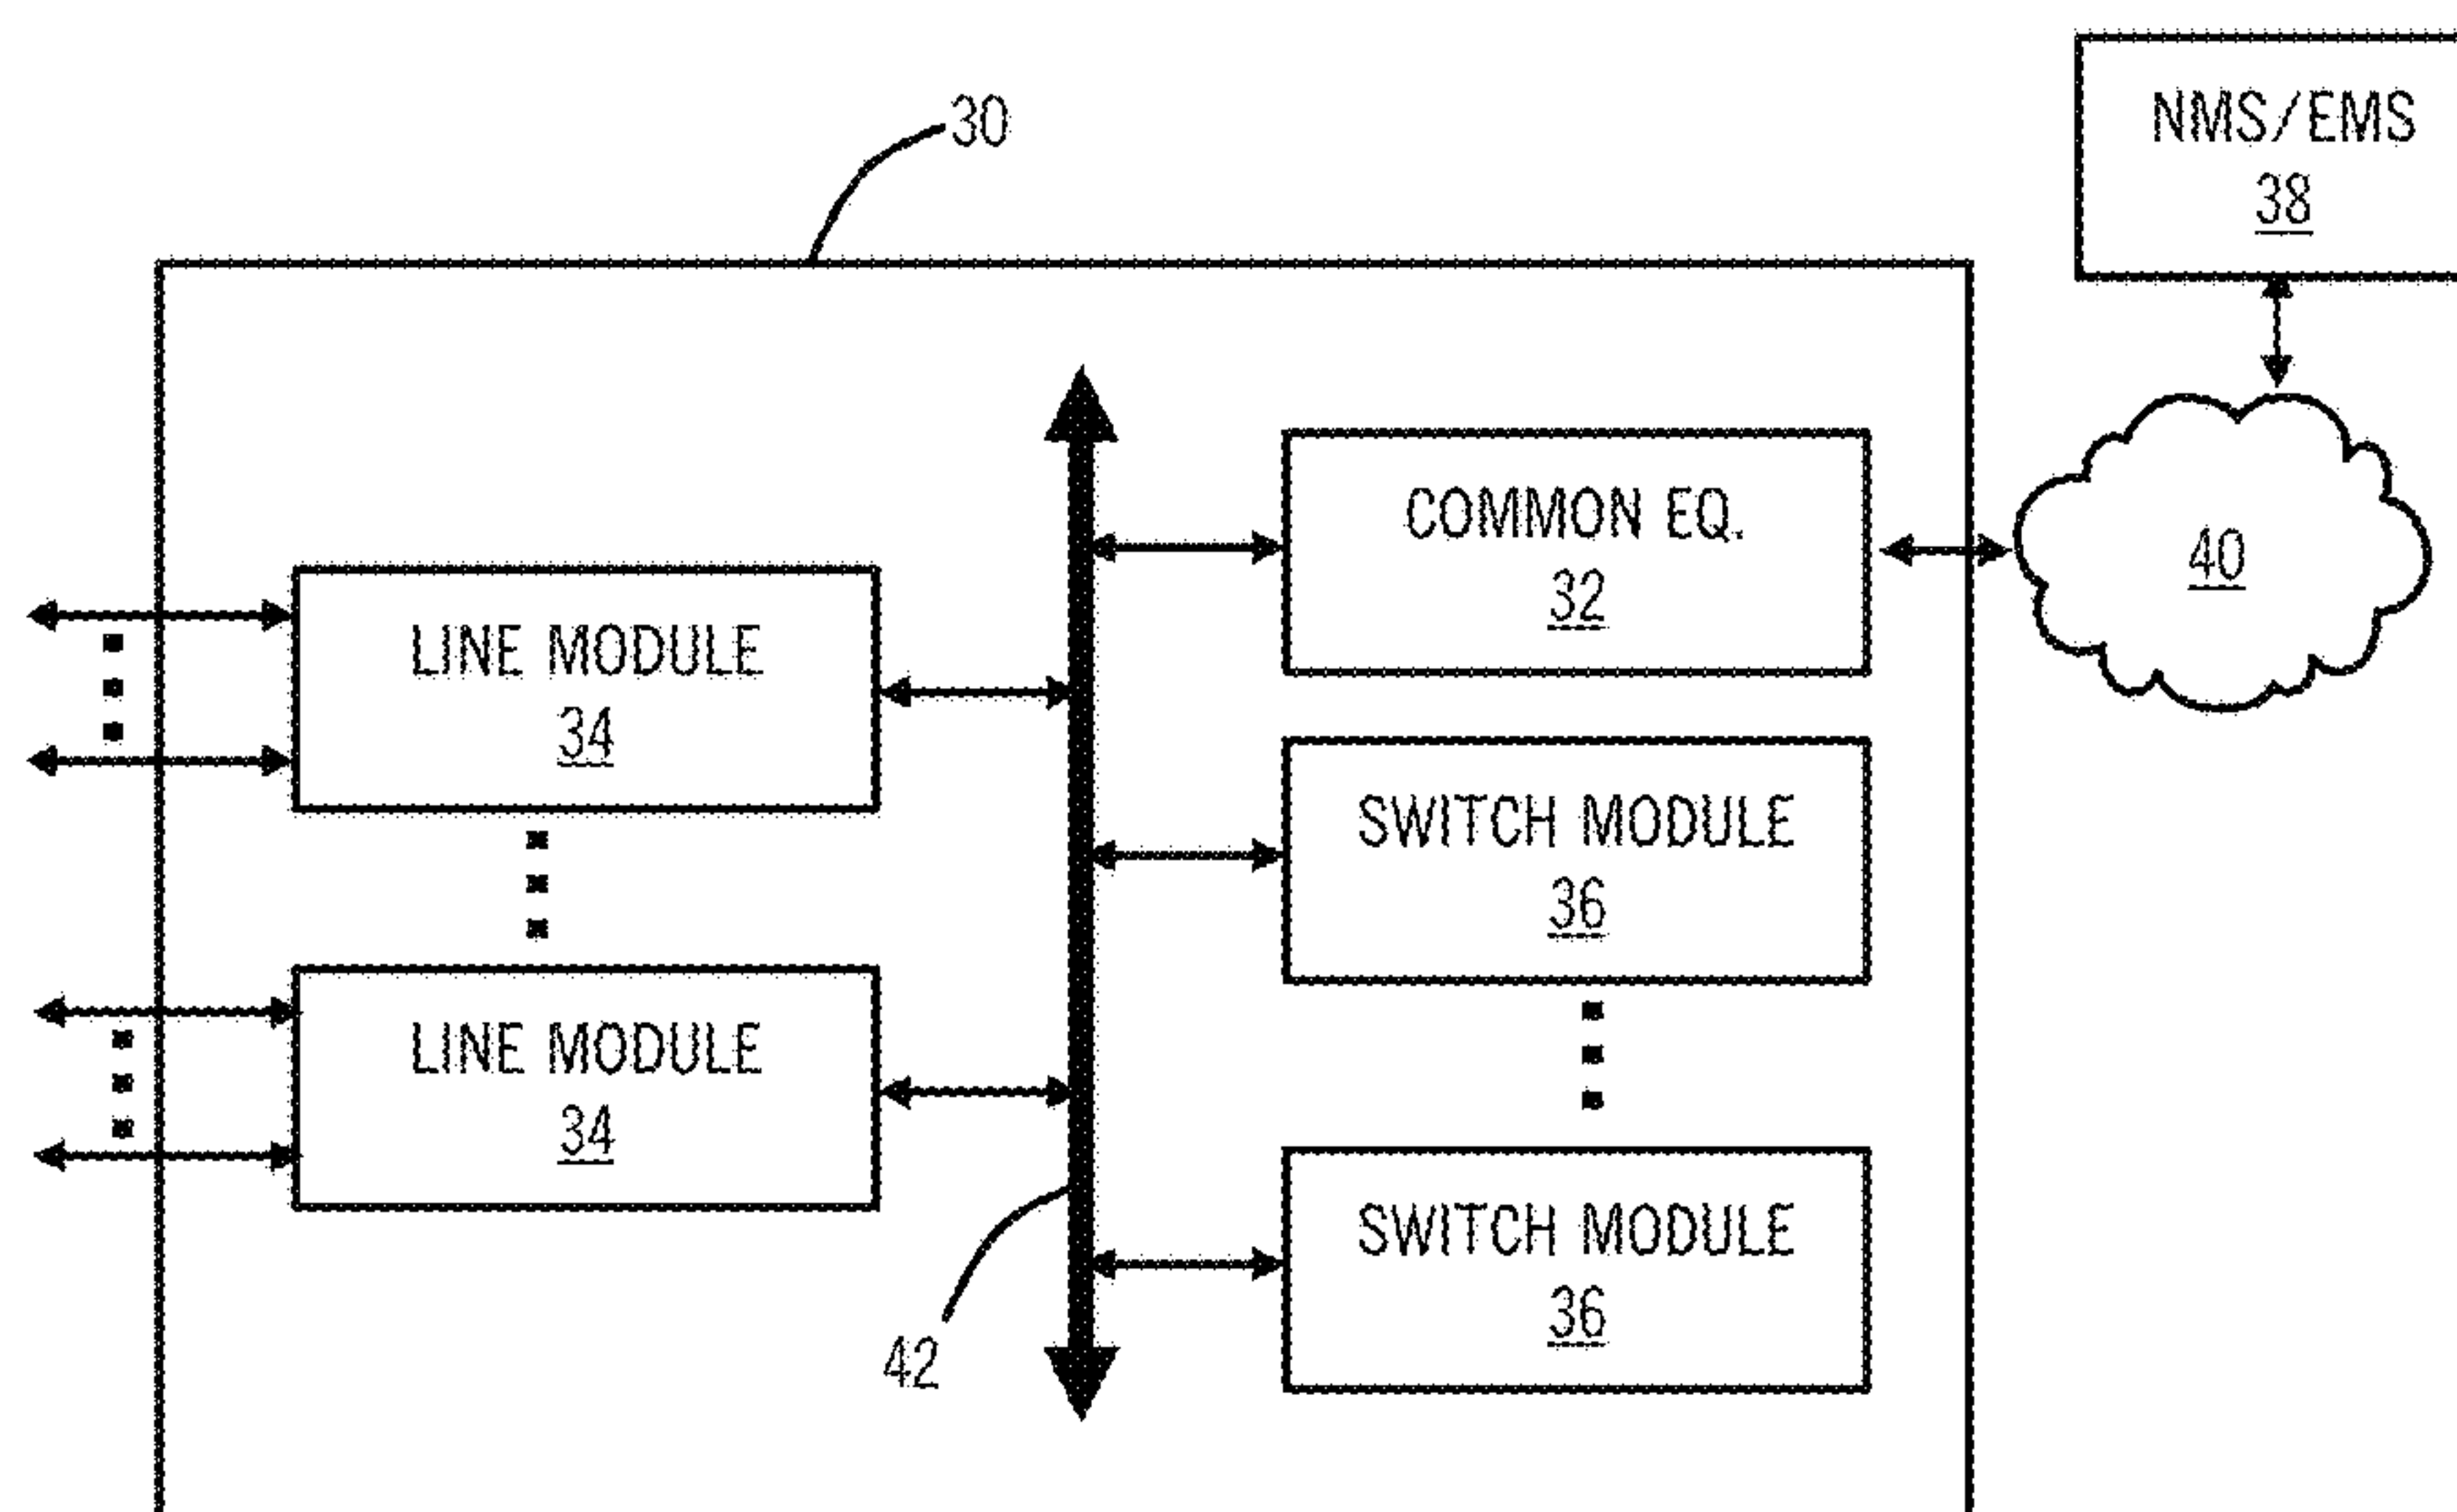 30
NMS/EMS
38
COMMON EQ.
32
40
LINE MODULE
34
SWITCH MODULE
36
LINE MODULE
34
SWITCH MODULE
36
42